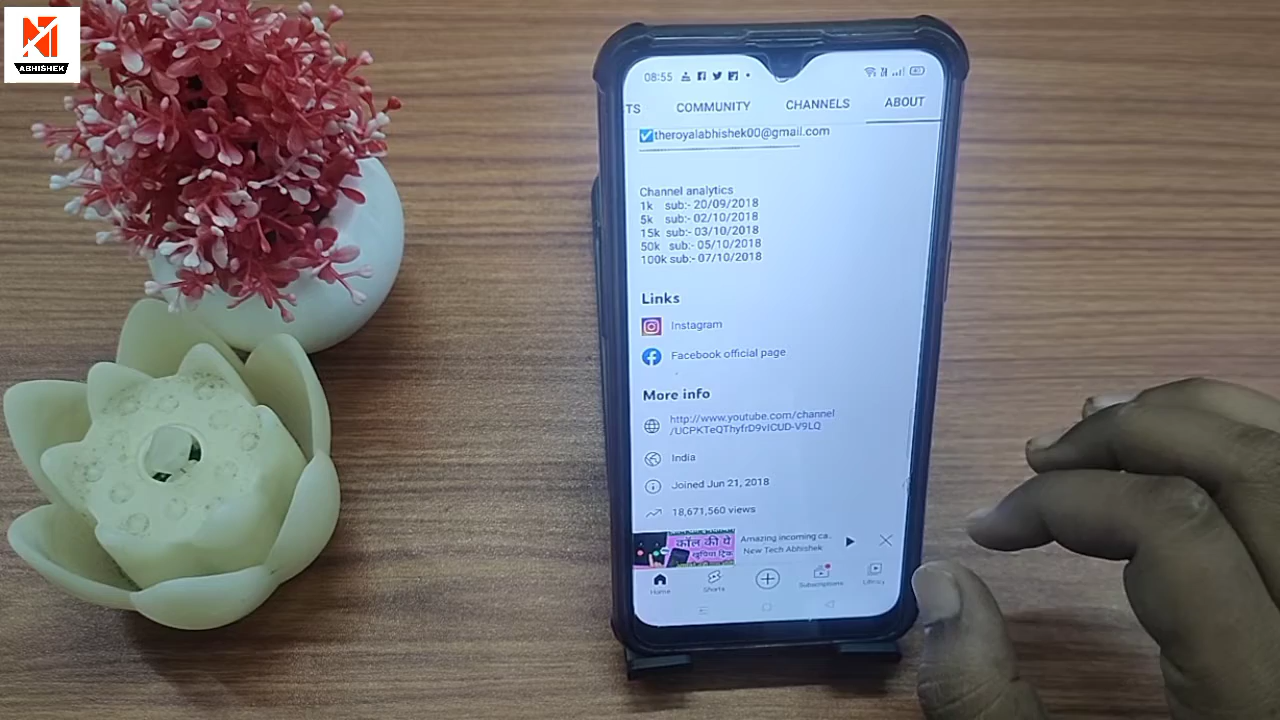 ABHISHEK
08:55
TS COMMUNITY CHANNELS ABOUT
☑theroyalabhishek00@gmail.com
Channel analytics
1k sub:- 20/09/2018
5k sub:- 02/10/2018
15k sub:- 03/10/2018
50k sub:- 05/10/2018
100k sub:- 07/10/2018
Links
Instagram
Facebook official page
More info
http://www.youtube.com/channel
/UCPKTeQThyfrD9vICUD-V9LQ
India
Joined Jun 21, 2018
18,671,560 views
कॉल की ये
खुफिया ट्रिक
Amazing incoming ca..
New Tech Abhishek
Home Shorts Subscriptions Library